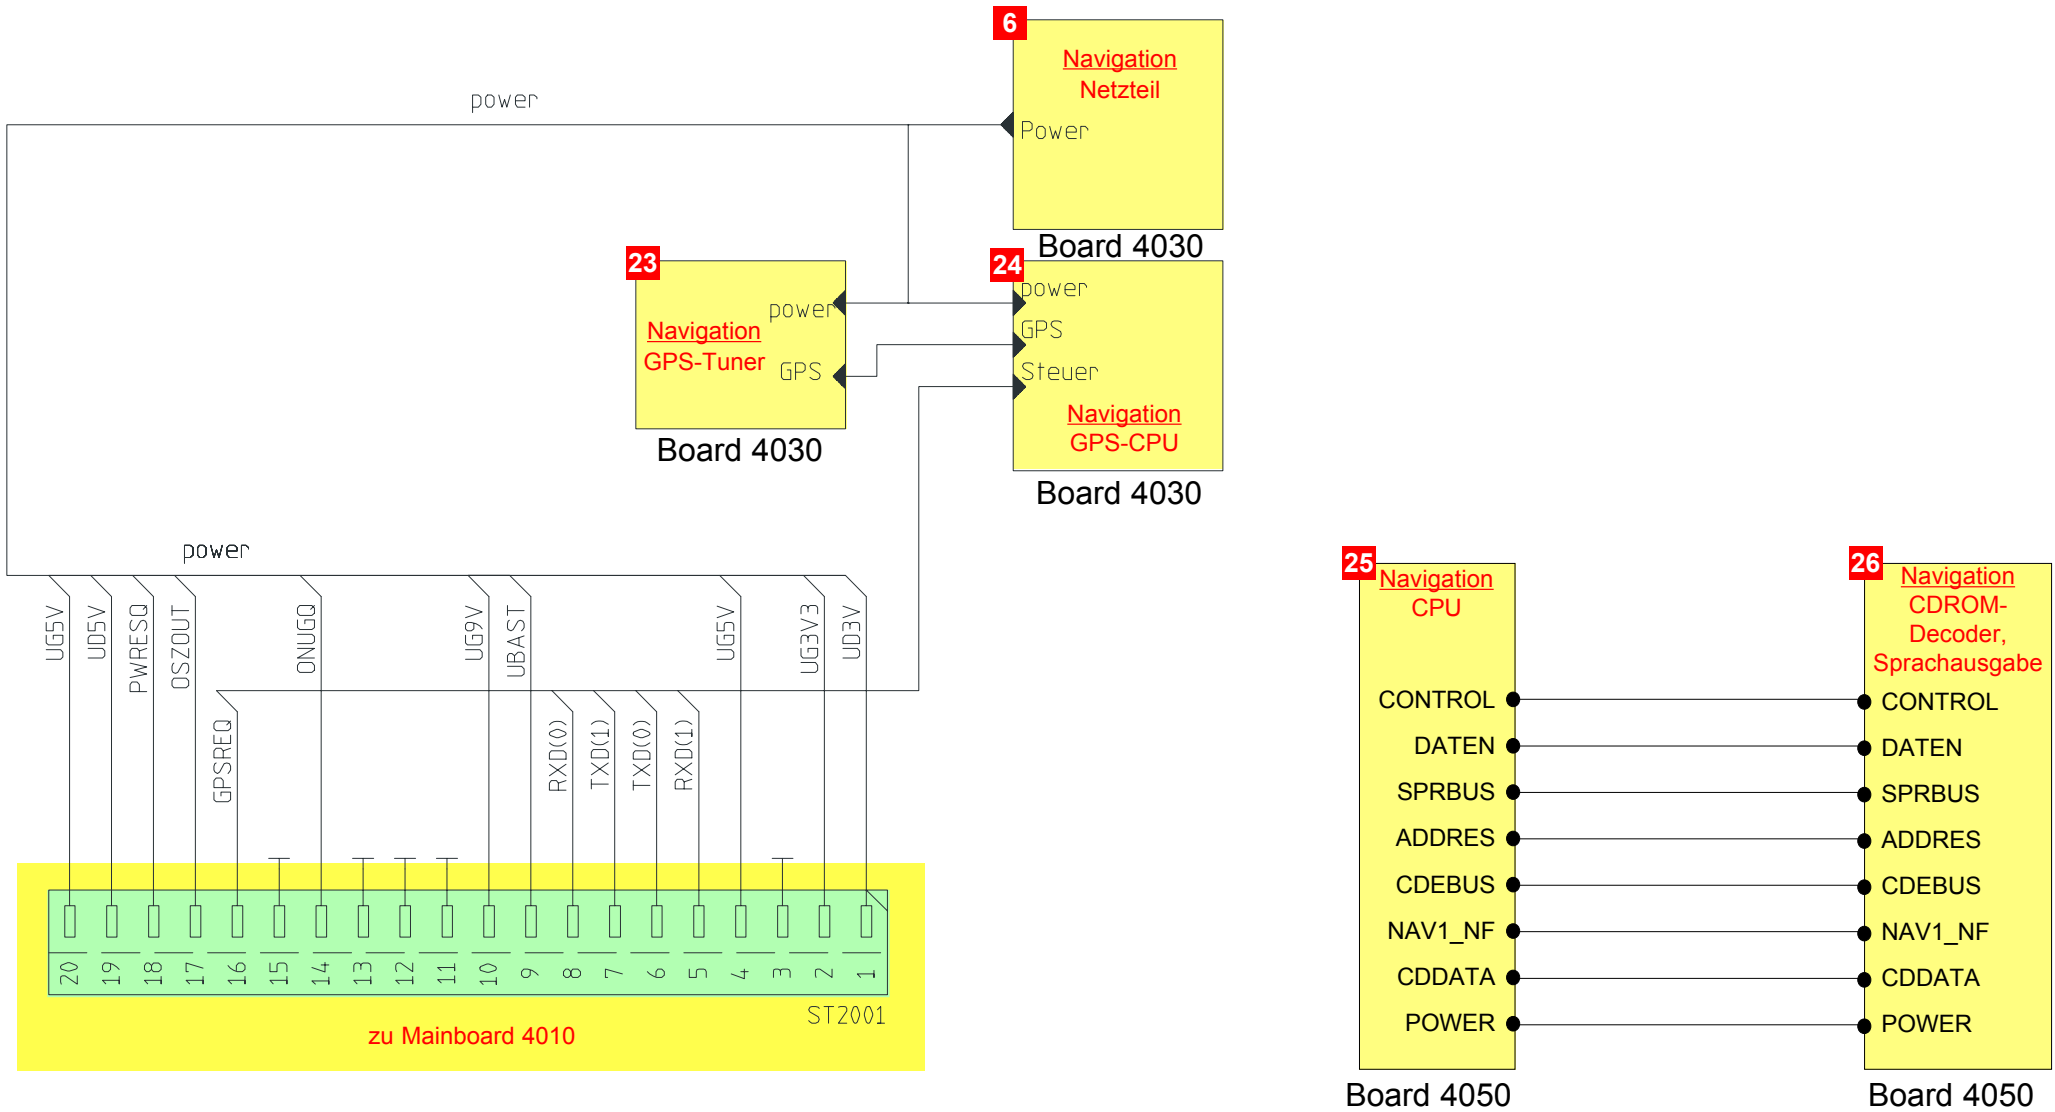 6
Navigation
Netzteil
power
Power
Board 4030
23
24
power
power
GPS
Navigation
GPS-Tuner
GPS
Steuer
Navigation
GPS-CPU
Board 4030
Board 4030
power
UG5V
UD5V
PWRESQ
OSZOUT
ONUGQ
UG9V
UBAST
UG5V
UG3V3
UD3V
GPSREQ
RXD(0)
TXD(1)
TXD(0)
RXD(1)
20 19 18 17 16 15 14 13 12 11 10 9 8 7 6 5 4 3 2 1
ST2001
zu Mainboard 4010
25
Navigation
CPU
CONTROL
DATEN
SPRBUS
ADDRES
CDEBUS
NAV1_NF
CDDATA
POWER
Board 4050
26
Navigation
CDROM-
Decoder,
Sprachausgabe
CONTROL
DATEN
SPRBUS
ADDRES
CDEBUS
NAV1_NF
CDDATA
POWER
Board 4050